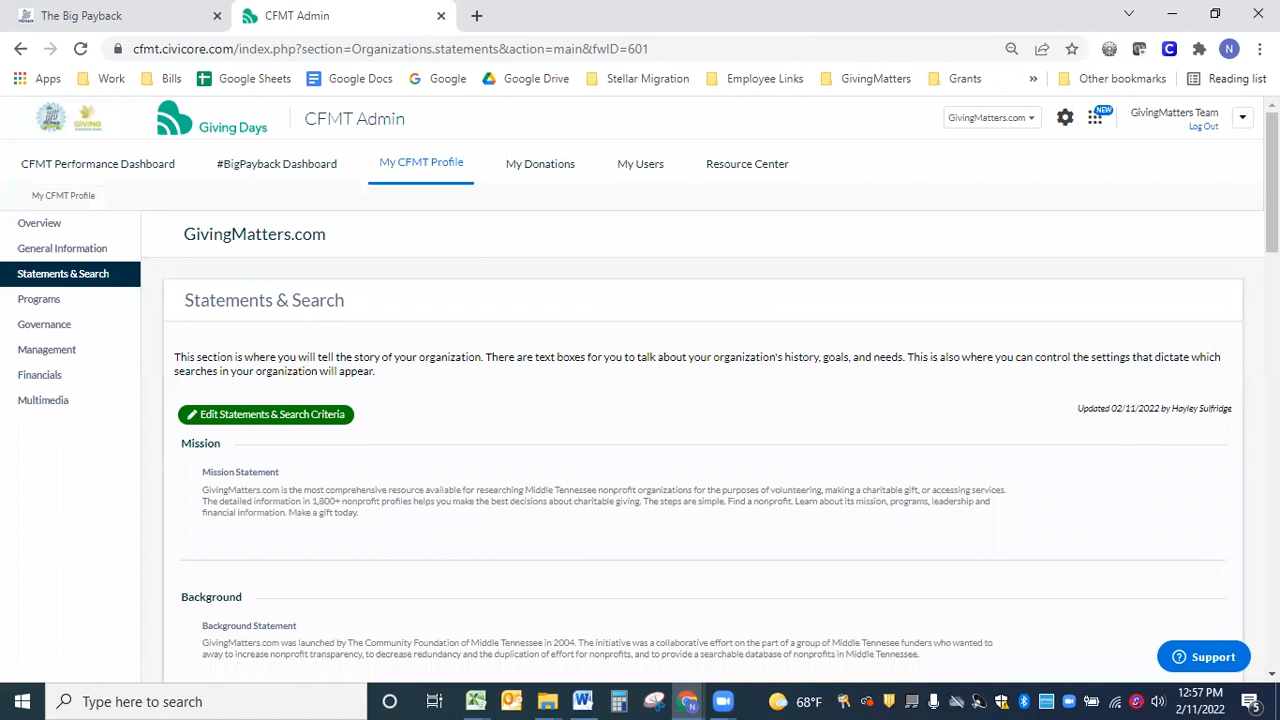 The Big Payback
CFMT Admin
cfmt.civicore.com/index.php?section=Organizations.statements&action=main&fwID=601
N
Apps
Work
Bills
Google Sheets
Google Docs
Google
Google Drive
Stellar Migration
Employee Links
GivingMatters
Grants
Other bookmarks
Reading list
Giving Days
CFMT Admin
GivingMatters.com
NEW
GivingMatters Team
Log Out
CFMT Performance Dashboard
#BigPayback Dashboard
My CFMT Profile
My Donations
My Users
Resource Center
My CFMT Profile
Overview
General Information
Statements & Search
Programs
Governance
Management
Financials
Multimedia
GivingMatters.com
Statements & Search
This section is where you will tell the story of your organization. There are text boxes for you to talk about your organization's history, goals, and needs. This is also where you can control the settings that dictate which
searches in your organization will appear.
Edit Statements & Search Criteria
Updated 02/11/2022 by Hayley Sulfridge
Mission
Mission Statement
GivingMatters.com is the most comprehensive resource available for researching Middle Tennessee nonprofit organizations for the purposes of volunteering, making a charitable gift, or accessing services.
The detailed information in 1,800+ nonprofit profiles helps you make the best decisions about charitable giving. The steps are simple. Find a nonprofit. Learn about its mission, programs, leadership and
financial information. Make a gift today.
Background
Background Statement
GivingMatters.com was launched by The Community Foundation of Middle Tennessee in 2004. The initiative was a collaborative effort on the part of a group of Middle Tennessee funders who wanted to
away to increase nonprofit transparency, to decrease redundancy and the duplication of effort for nonprofits, and to provide a searchable database of nonprofits in Middle Tennessee.
Support
Type here to search
68°F
12:57 PM
2/11/2022
5